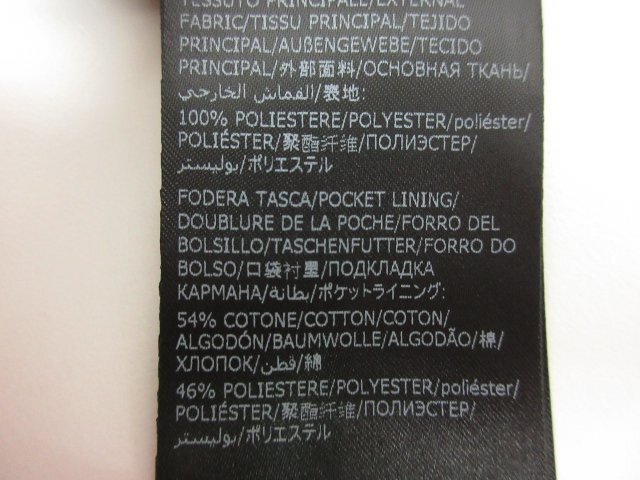 TESSUTO PRINCIPALE/EXTERNAL
FABRIC/TISSU PRINCIPAL/TEJIDO
PRINCIPAL/AUßENGEWEBE/TECIDO
PRINCIPAL/外部面料/ОСНОВНАЯ ТКАНЬ/
القماش الخارجي/表地:
100% POLIESTERE/POLYESTER/poliéster/
POLIÉSTER/聚酯纤维/ПОЛИЭСТЕР/
بوليستر/ポリエステル
FODERA TASCA/POCKET LINING/
DOUBLURE DE LA POCHE/FORRO DEL
BOLSILLO/TASCHENFUTTER/FORRO DO
BOLSO/口袋衬里/ПОДКЛАДКА
КАРМАНА/بطانة/ポケットライニング:
54% COTONE/COTTON/COTON/
ALGODÓN/BAUMWOLLE/ALGODÃO/棉/
ХЛОПОК/قطن/綿
46% POLIESTERE/POLYESTER/poliéster/
POLIÉSTER/聚酯纤维/ПОЛИЭСТЕР/
بوليستر/ポリエステル